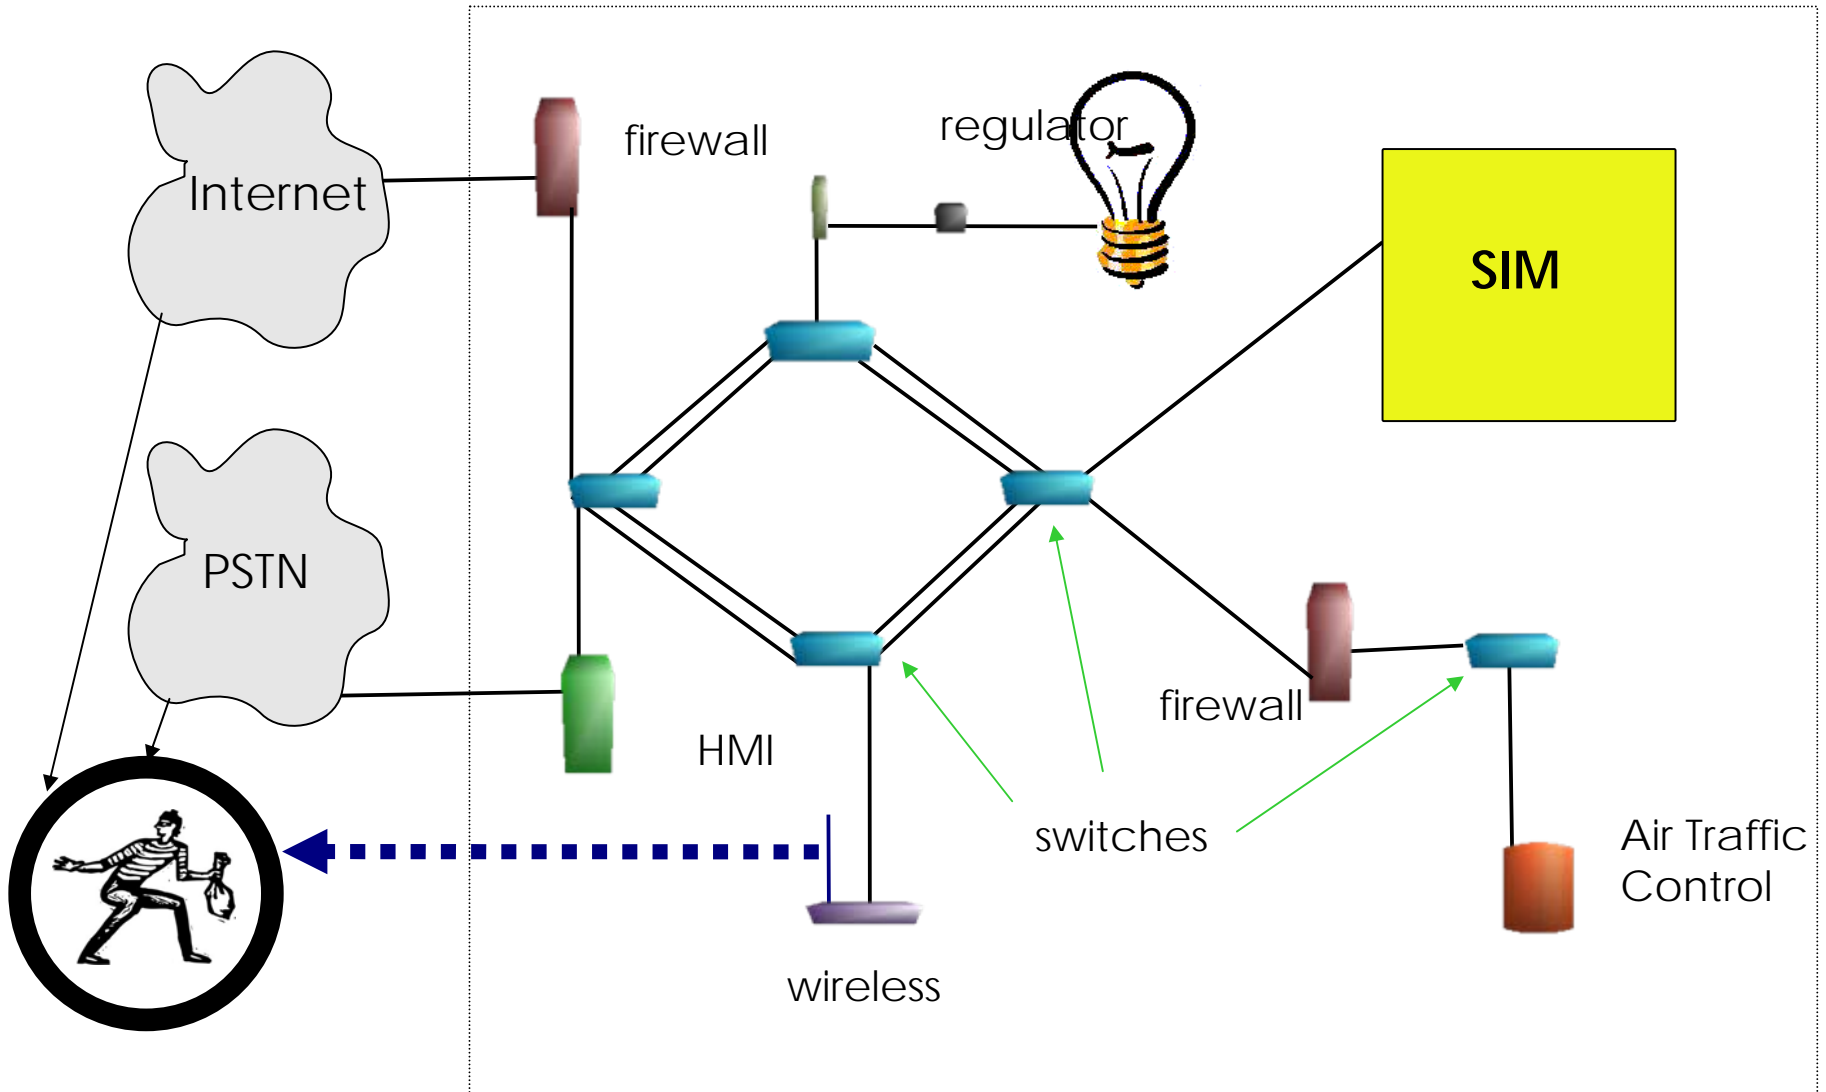 firewall
regulator
Internet
SIM
PSTN
firewall
HMI
switches
Air Traffic
Control
wireless